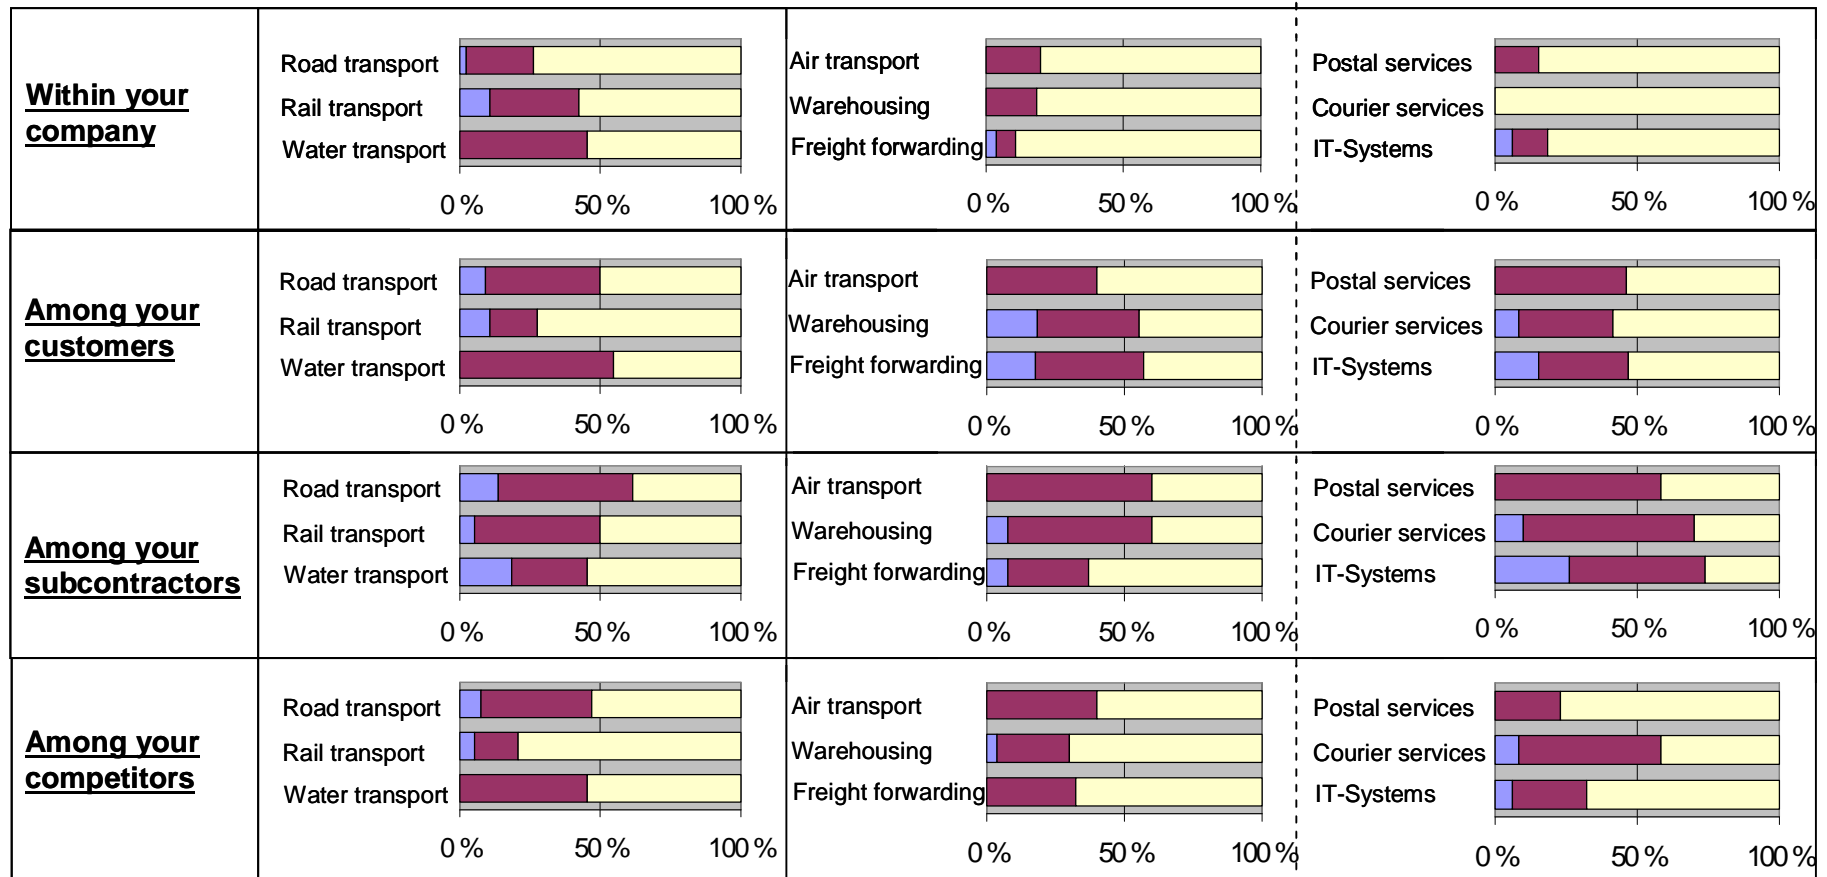 Within your
company
Road transport
Rail transport
Water transport
0 % 50 % 100 %
Air transport
Warehousing
Freight forwarding
0 % 50 % 100 %
Postal services
Courier services
IT-Systems
0 % 50 % 100 %
Among your
customers
Road transport
Rail transport
Water transport
0 % 50 % 100 %
Air transport
Warehousing
Freight forwarding
0 % 50 % 100 %
Postal services
Courier services
IT-Systems
0 % 50 % 100 %
Among your
subcontractors
Road transport
Rail transport
Water transport
0 % 50 % 100 %
Air transport
Warehousing
Freight forwarding
0 % 50 % 100 %
Postal services
Courier services
IT-Systems
0 % 50 % 100 %
Among your
competitors
Road transport
Rail transport
Water transport
0 % 50 % 100 %
Air transport
Warehousing
Freight forwarding
0 % 50 % 100 %
Postal services
Courier services
IT-Systems
0 % 50 % 100 %